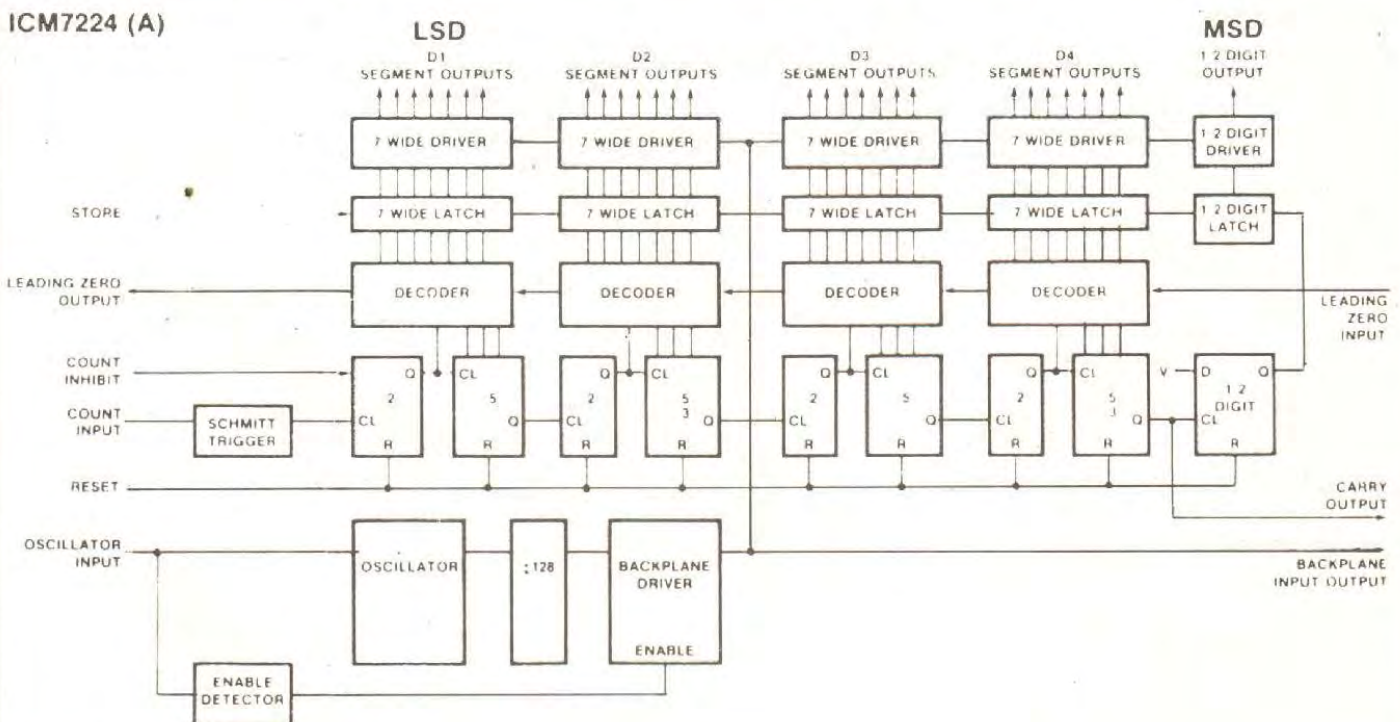 ICM7224 (A)
LSD
MSD
D1
SEGMENT OUTPUTS
D2
SEGMENT OUTPUTS
D3
SEGMENT OUTPUTS
D4
SEGMENT OUTPUTS
1 2 DIGIT
OUTPUT
7 WIDE DRIVER
7 WIDE DRIVER
7 WIDE DRIVER
7 WIDE DRIVER
1 2 DIGIT
DRIVER
STORE
7 WIDE LATCH
7 WIDE LATCH
7 WIDE LATCH
7 WIDE LATCH
1 2 DIGIT
LATCH
LEADING ZERO
OUTPUT
DECODER
DECODER
DECODER
DECODER
LEADING
ZERO
INPUT
COUNT
INHIBIT
COUNT
INPUT
SCHMITT
TRIGGER
Q
2
CL
R
CL
5
Q
R
Q
2
CL
R
CL
5
3
Q
R
Q
2
CL
R
CL
5
Q
R
Q
2
CL
R
CL
5
3
Q
R
V
D
Q
1 2
DIGIT
CL
R
RESET
CARRY
OUTPUT
OSCILLATOR
INPUT
OSCILLATOR
:128
BACKPLANE
DRIVER
ENABLE
BACKPLANE
INPUT OUTPUT
ENABLE
DETECTOR